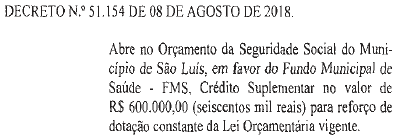 DECRETO N.º 51.154 DE 08 DE AGOSTO DE 2018.
Abre no Orçamento da Seguridade Social do Muni-
cípio de São Luís, em favor do Fundo Municipal de
Saúde - FMS, Crédito Suplementar no valor de
R$ 600.000,00 (seiscentos mil reais) para reforço de
dotação constante da Lei Orçamentária vigente.